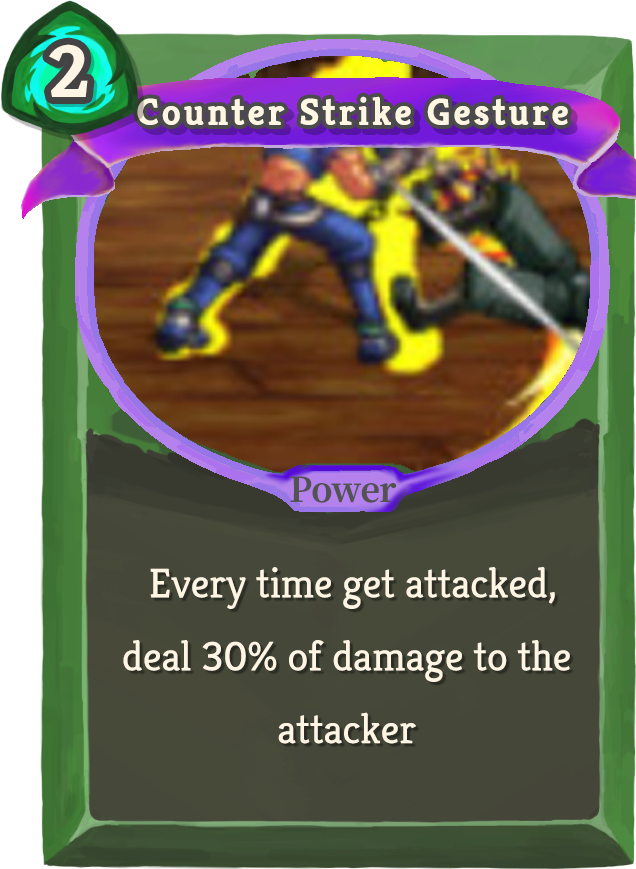 2
Counter Strike Gesture
Power
Every time get attacked,
deal 30% of damage to the
attacker